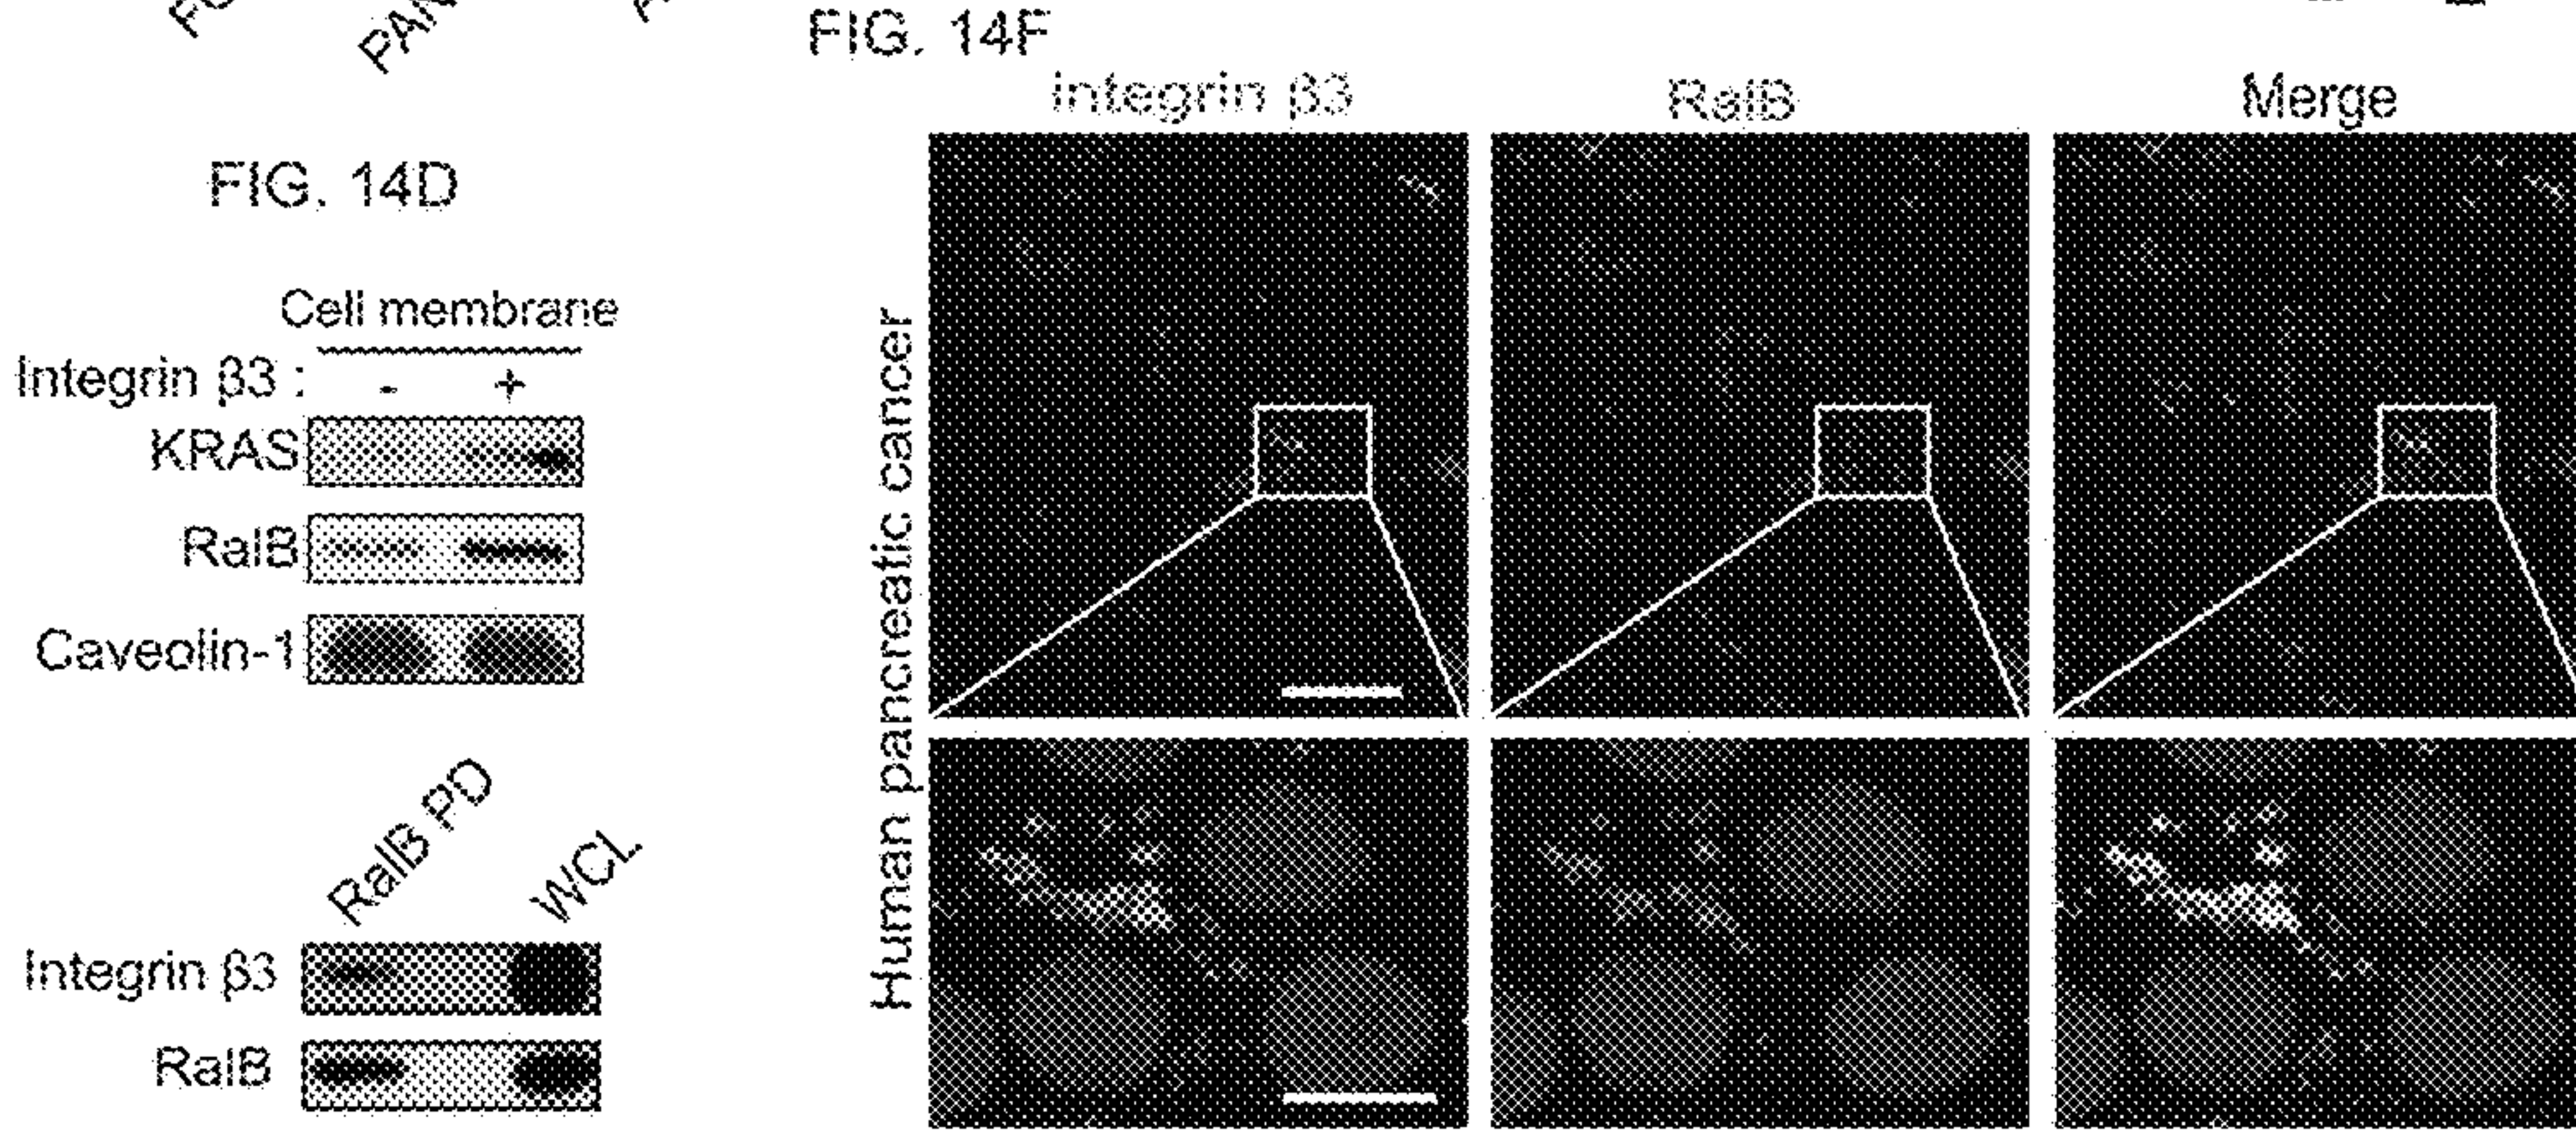 PAN
FIG. 14F
Integrin β3 RalB Merge
FIG. 14D
Cell membrane
Integrin β3 : - +
KRAS
RalB
Caveolin-1
RalB PD WCL
Integrin β3
RalB
Human pancreatic cancer